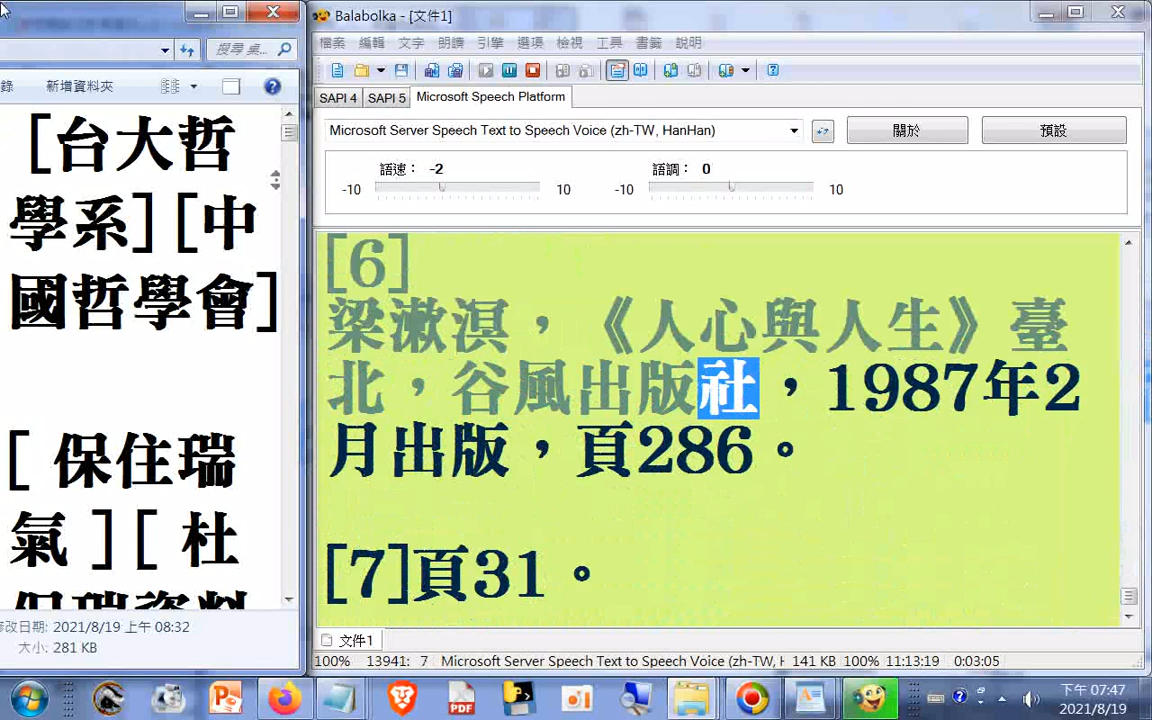 搜尋 桌...
錄
新增資料夾
[台大哲
學系] [中
國哲學會]
[ 保住瑞
氣 ] [ 杜
保瑞資料
修改日期: 2021/8/19 上午 08:32
大小: 281 KB
Balabolka - [文件1]
檔案 編輯 文字 朗讀 引擎 選項 檢視 工具 書籤 說明
SAPI 4 SAPI 5 Microsoft Speech Platform
Microsoft Server Speech Text to Speech Voice (zh-TW, HanHan) 關於 預設
語速： -2 語調： 0
-10 10 -10 10
[6]
梁漱溟，《人心與人生》臺
北，谷風出版社，1987年2
月出版，頁286。
[7]頁31。
文件1
100% 13941: 7 Microsoft Server Speech Text to Speech Voice (zh-TW, H 141 KB 100% 11:13:19 0:03:05
PDF
下午 07:47
2021/8/19